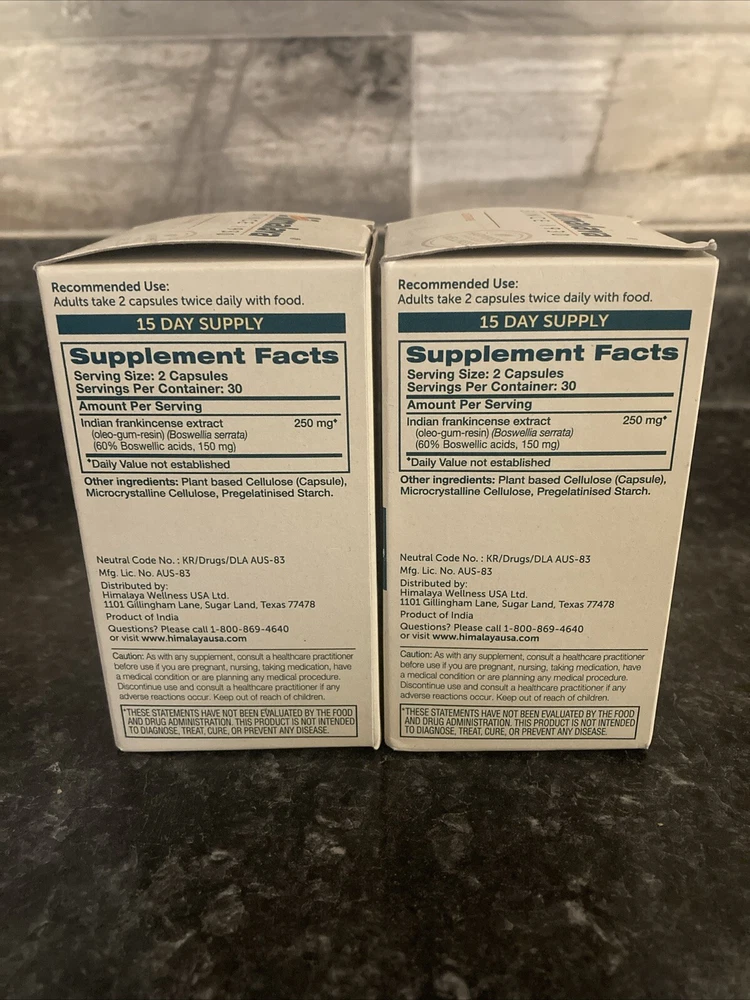 Recommended Use:
Adults take 2 capsules twice daily with food.
15 DAY SUPPLY
Supplement Facts
Serving Size: 2 Capsules
Servings Per Container: 30
Amount Per Serving
Indian frankincense extract 250 mg*
(oleo-gum-resin) (Boswellia serrata)
(60% Boswellic acids, 150 mg)
*Daily Value not established
Other ingredients: Plant based Cellulose (Capsule),
Microcrystalline Cellulose, Pregelatinised Starch.
Neutral Code No. : KR/Drugs/DLA AUS-83
Mfg. Lic. No. AUS-83
Distributed by:
Himalaya Wellness USA Ltd.
1101 Gillingham Lane, Sugar Land, Texas 77478
Product of India
Questions? Please call 1-800-869-4640
or visit www.himalayausa.com
Caution: As with any supplement, consult a healthcare practitioner
before use if you are pregnant, nursing, taking medication, have
a medical condition or are planning any medical procedure.
Discontinue use and consult a healthcare practitioner if any
adverse reactions occur. Keep out of reach of children.
*THESE STATEMENTS HAVE NOT BEEN EVALUATED BY THE FOOD
AND DRUG ADMINISTRATION. THIS PRODUCT IS NOT INTENDED
TO DIAGNOSE, TREAT, CURE, OR PREVENT ANY DISEASE.
SINCE 1930
Recommended Use:
Adults take 2 capsules twice daily with food.
15 DAY SUPPLY
Supplement Facts
Serving Size: 2 Capsules
Servings Per Container: 30
Amount Per Serving
Indian frankincense extract 250 mg*
(oleo-gum-resin) (Boswellia serrata)
(60% Boswellic acids, 150 mg)
*Daily Value not established
Other ingredients: Plant based Cellulose (Capsule),
Microcrystalline Cellulose, Pregelatinised Starch.
Neutral Code No. : KR/Drugs/DLA AUS-83
Mfg. Lic. No. AUS-83
Distributed by:
Himalaya Wellness USA Ltd.
1101 Gillingham Lane, Sugar Land, Texas 77478
Product of India
Questions? Please call 1-800-869-4640
or visit www.himalayausa.com
Caution: As with any supplement, consult a healthcare practitioner
before use if you are pregnant, nursing, taking medication, have
a medical condition or are planning any medical procedure.
Discontinue use and consult a healthcare practitioner if any
adverse reactions occur. Keep out of reach of children.
*THESE STATEMENTS HAVE NOT BEEN EVALUATED BY THE FOOD
AND DRUG ADMINISTRATION. THIS PRODUCT IS NOT INTENDED
TO DIAGNOSE, TREAT, CURE, OR PREVENT ANY DISEASE.